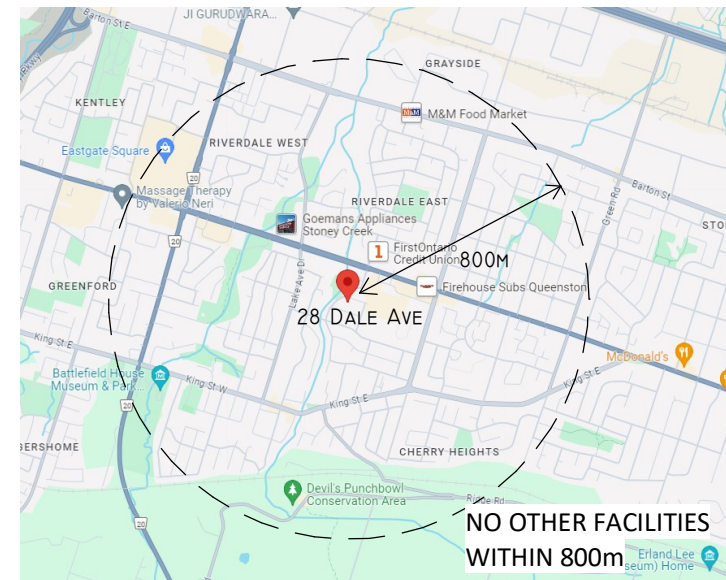 JI GURUDWARA...
Barton St E
GRAYSIDE
KENTLEY
M&M
M&M Food Market
Eastgate Square
RIVERDALE WEST
20
Massage Therapy
by Valerio Neri
RIVERDALE EAST
Barton St
Green Rd
Goemans Appliances
Stoney Creek
1
FirstOntario
Credit Union
800M
20
Lake Ave Dr
GREENFORD
Firehouse Subs Queenston
28 DALE AVE
King St E
McDonald's
Battlefield House
Museum & Park...
King St W
King St E
King St E
20
CHERRY HEIGHTS
Devil's Punchbowl
Conservation Area
Ridge Rd
20
NO OTHER FACILITIES
WITHIN 800m
Erland Lee
Home